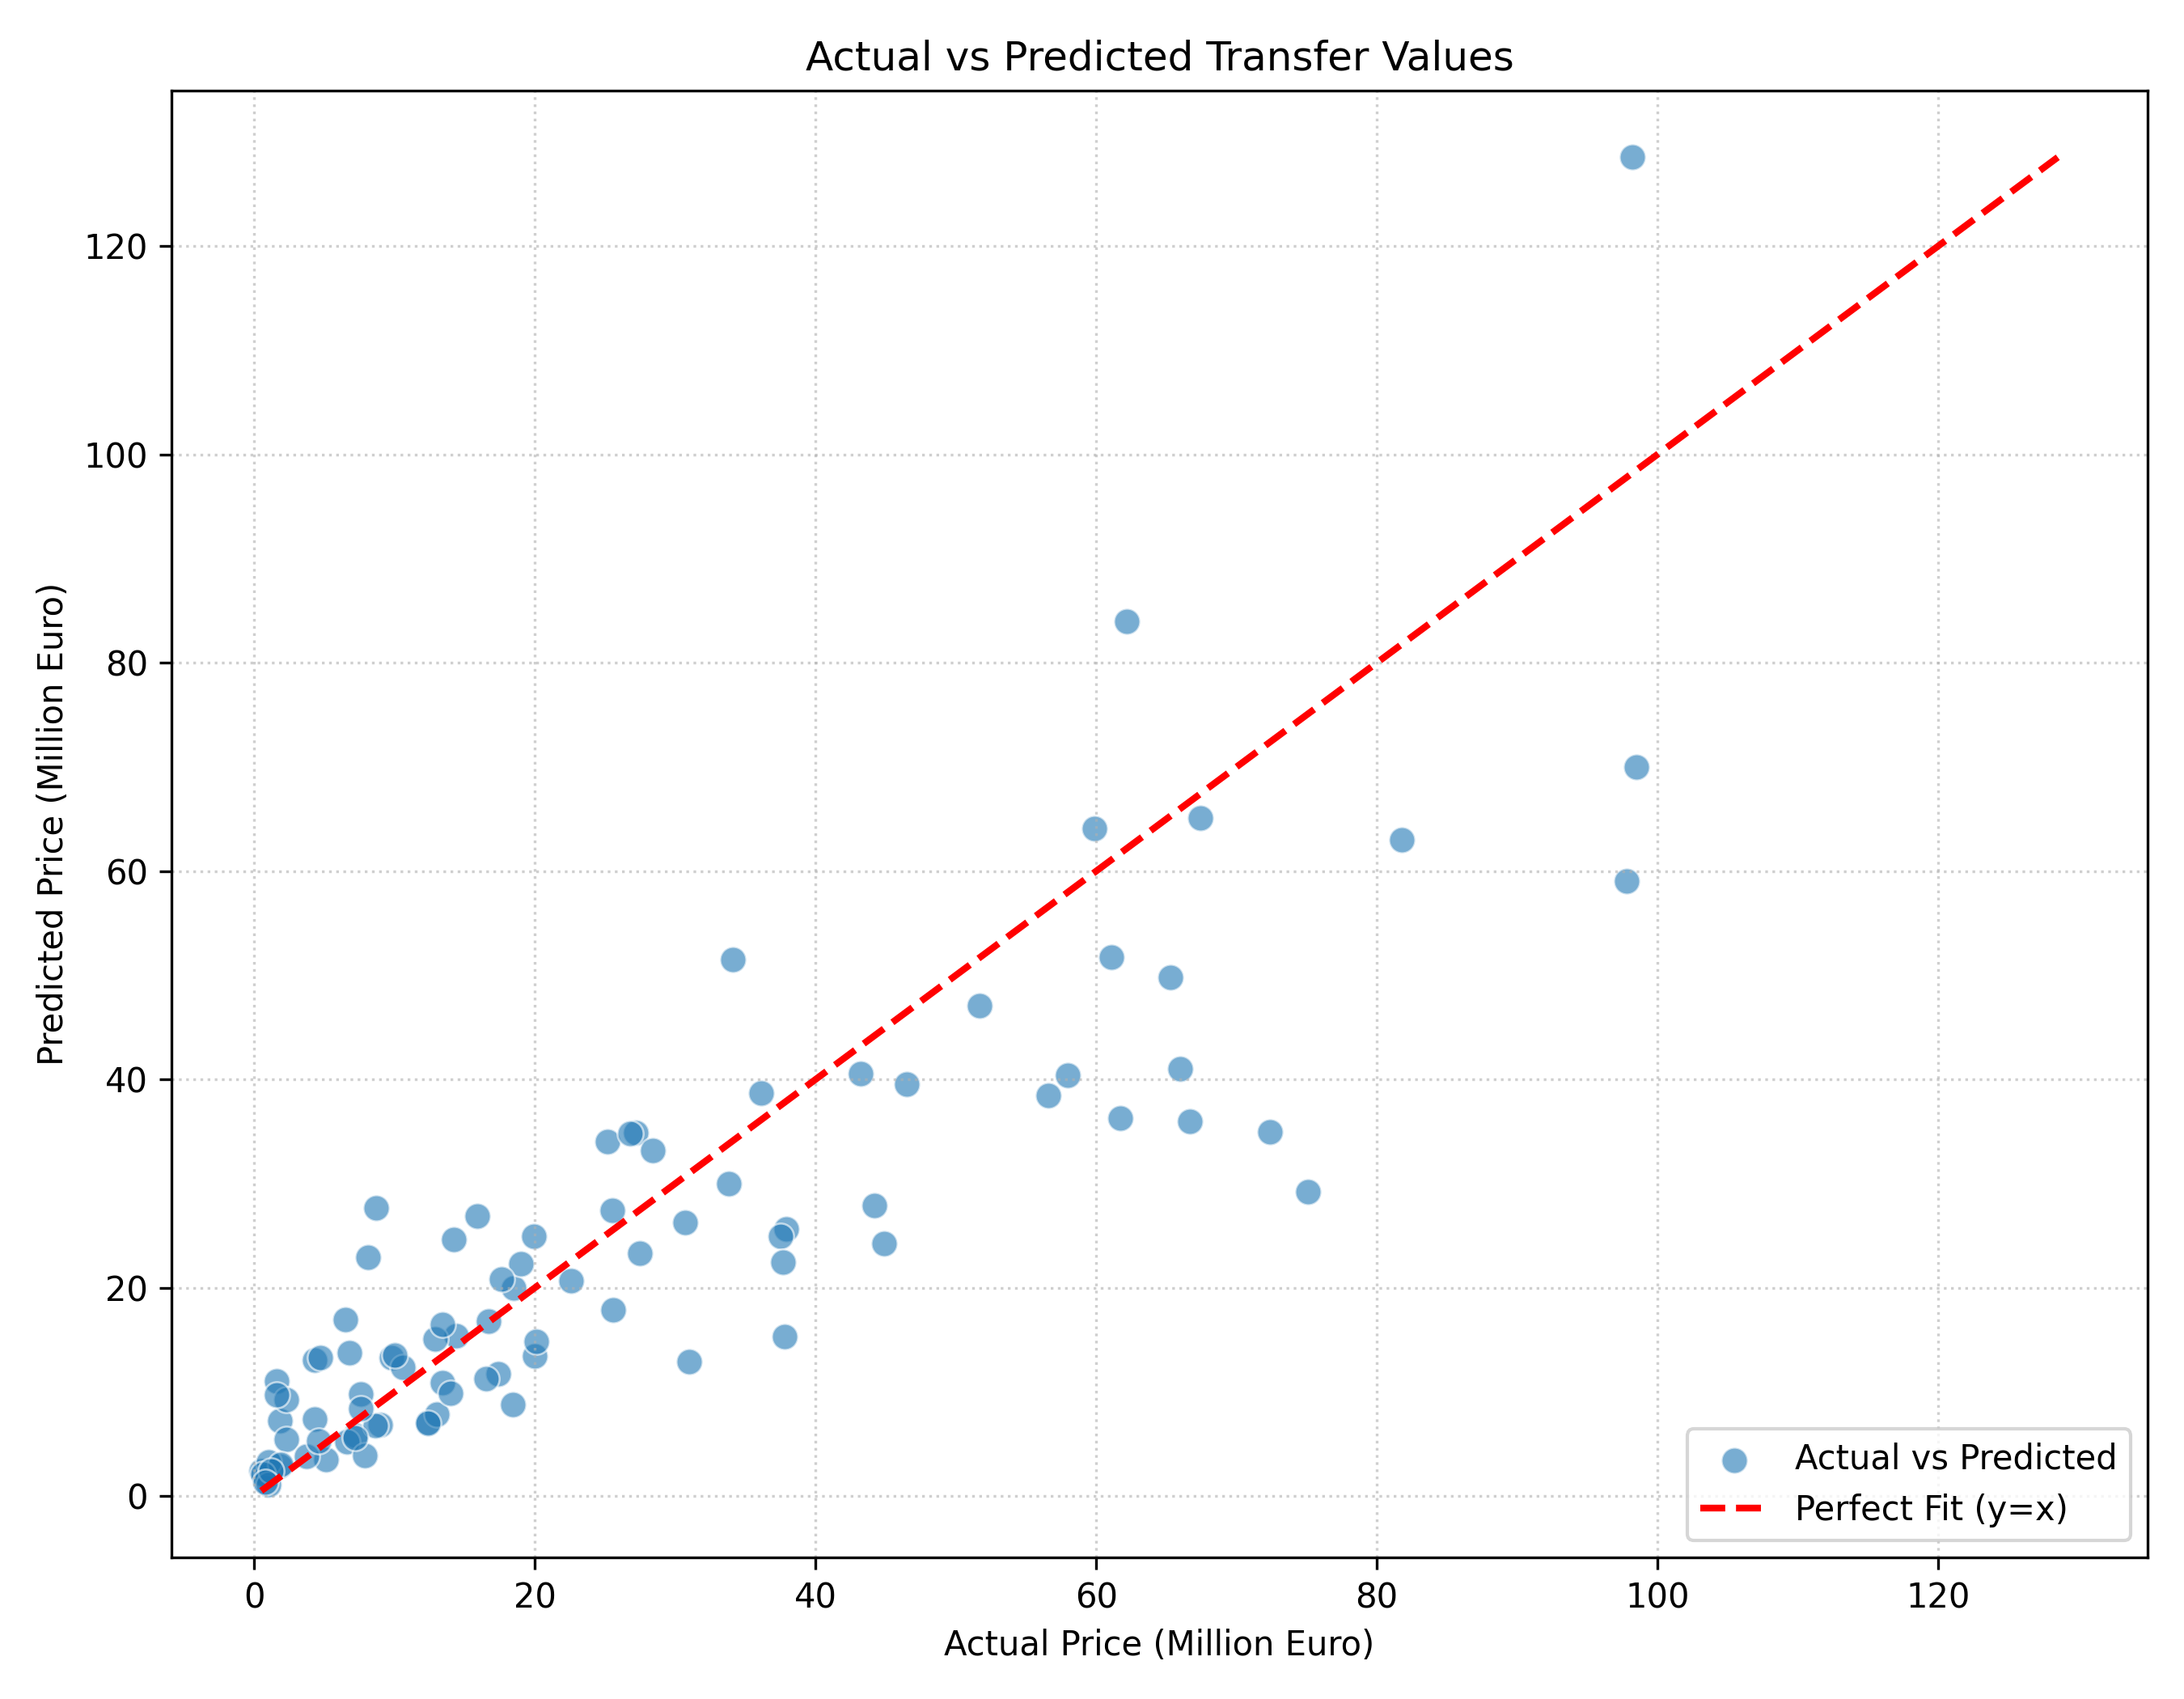 Actual vs Predicted Transfer Values
Predicted Price (Million Euro)
120
100
80
60
40
20
0
Actual vs Predicted
Perfect Fit (y=x)
0 20 40 60 80 100 120
Actual Price (Million Euro)